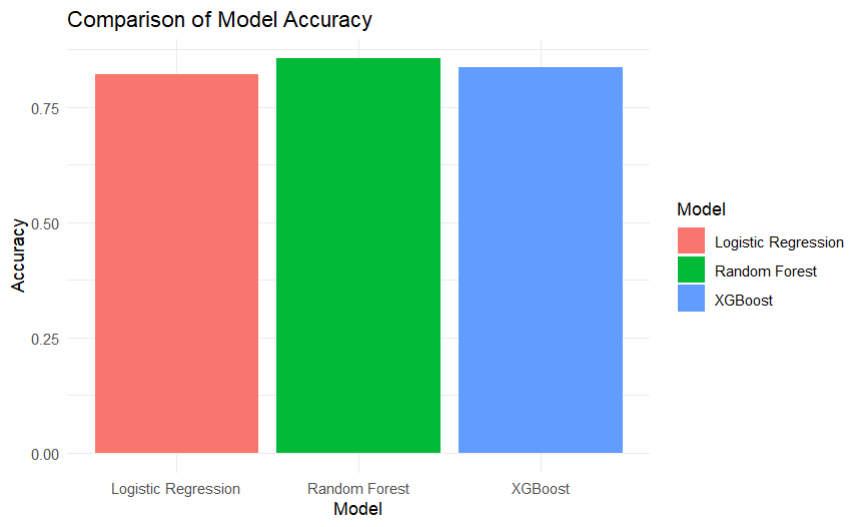 Comparison of Model Accuracy
Accuracy
0.75
0.50
0.25
0.00
Logistic Regression
Random Forest
XGBoost
Model
Model
Logistic Regression
Random Forest
XGBoost